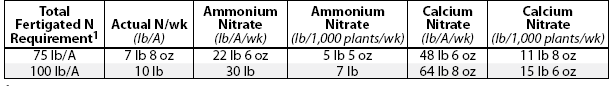 Total Fertigated N Requirement1
Actual N/wk (lb/A)
Ammonium Nitrate (lb/A/wk)
Ammonium Nitrate (lb/1,000 plants/wk)
Calcium Nitrate (lb/A/wk)
Calcium Nitrate (lb/1,000 plants/wk)
75 lb/A 7 lb 8 oz 22 lb 6 oz 5 lb 5 oz 48 lb 6 oz 11 lb 8 oz
100 lb/A 10 lb 30 lb 7 lb 64 lb 8 oz 15 lb 6 oz